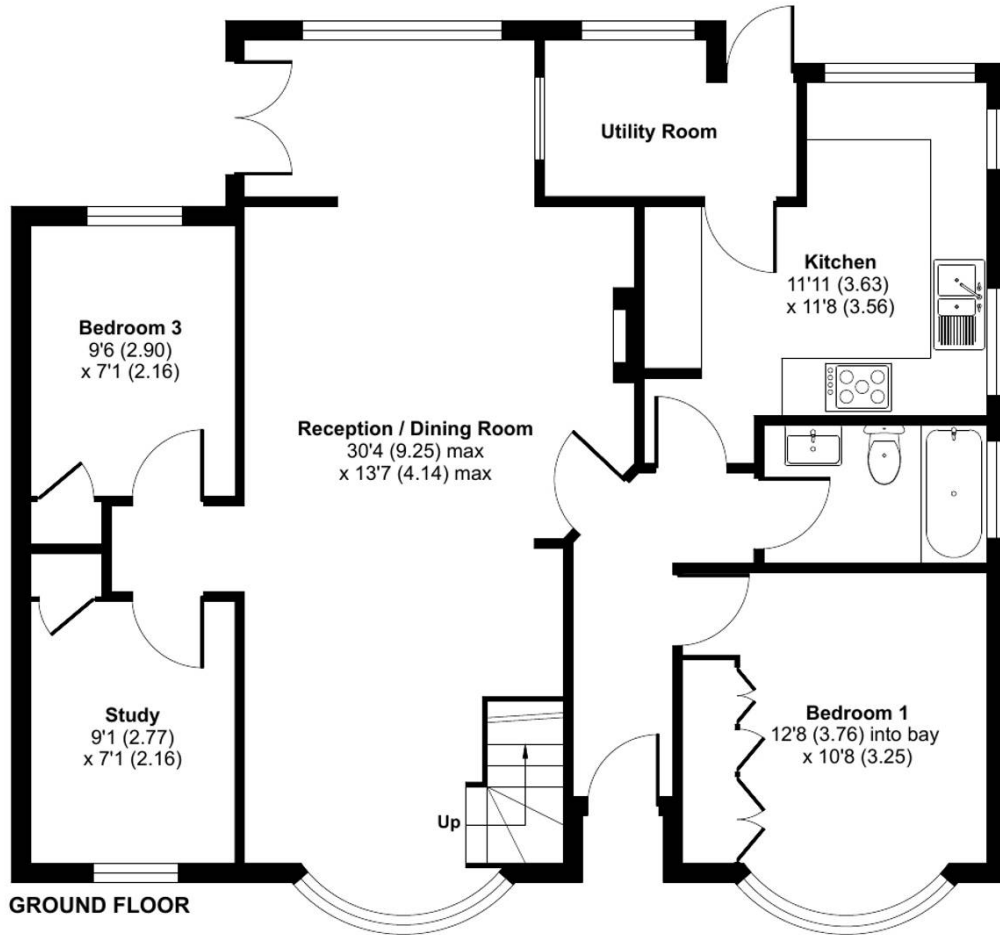 Utility Room
Kitchen
11'11 (3.63)
x 11'8 (3.56)
Bedroom 3
9'6 (2.90)
x 7'1 (2.16)
Reception / Dining Room
30'4 (9.25) max
x 13'7 (4.14) max
Study
9'1 (2.77)
x 7'1 (2.16)
Bedroom 1
12'8 (3.76) into bay
x 10'8 (3.25)
Up
GROUND FLOOR